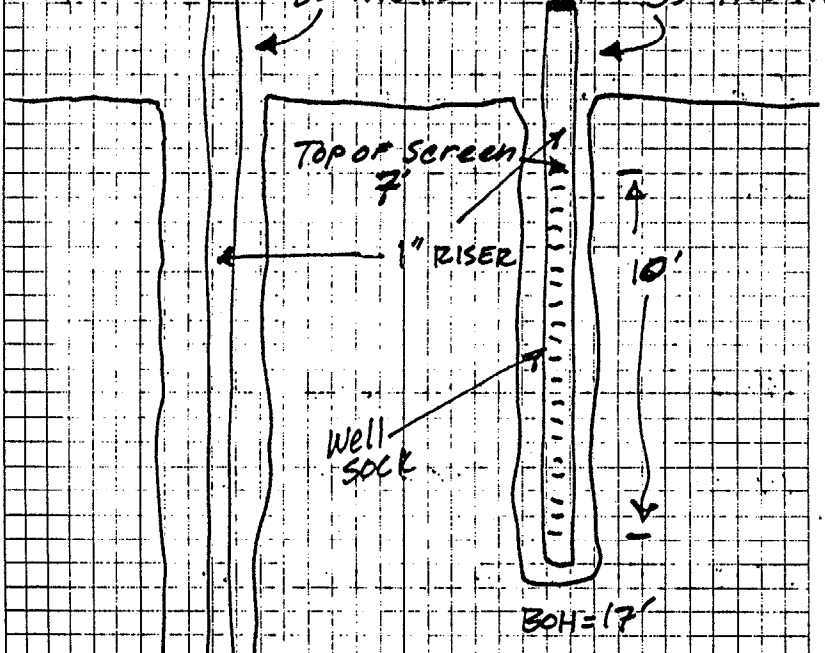 Top of Screen
7'
1" RISER
10'
Well
SOCK
BOH = 17'